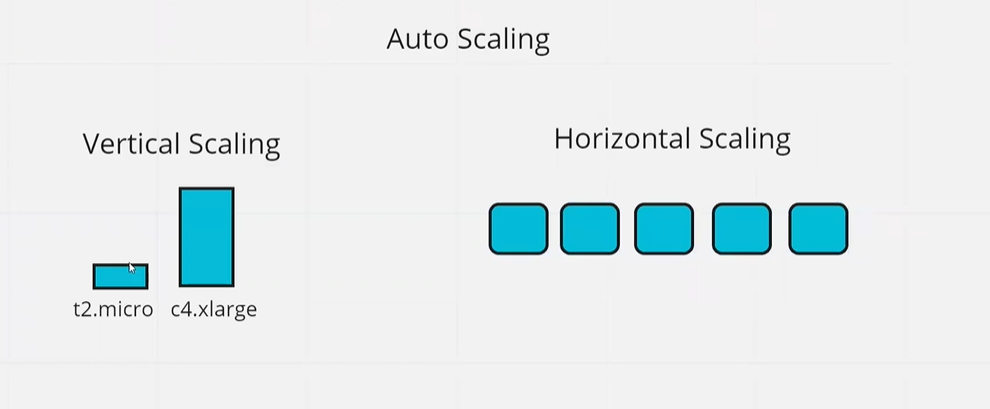 Auto Scaling
Vertical Scaling
t2.micro
c4.xlarge
Horizontal Scaling